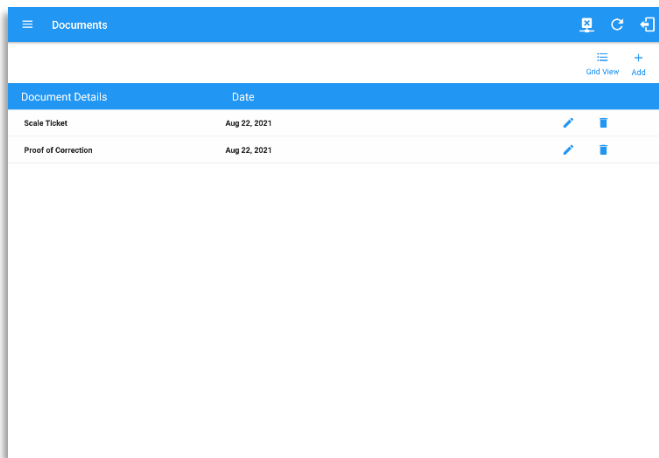 Documents
Grid View Add
Document Details Date
Scale Ticket Aug 22, 2021
Proof of Correction Aug 22, 2021